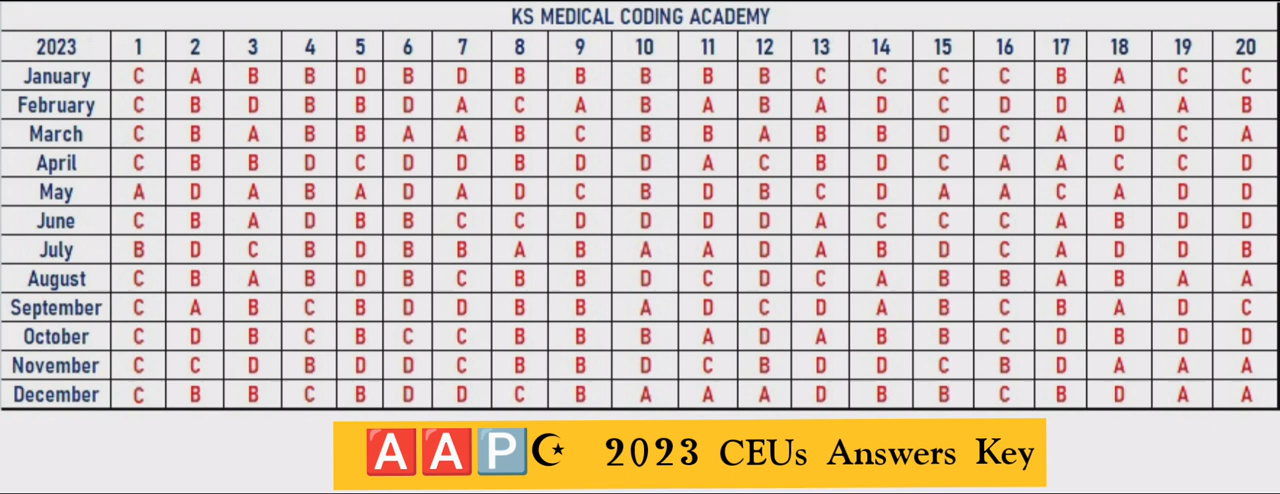 KS MEDICAL CODING ACADEMY
2023 1 2 3 4 5 6 7 8 9 10 11 12 13 14 15 16 17 18 19 20
January C A B B D B D B B B B B C C C C B A C C
February C B D B B D A C A B A B A D C D D A A B
March C B A B B A A B C B B A B B D C A D C A
April C B B D C D D B D D A C B D C A A C C D
May A D A B A D A D C B D B C D A A C A D D
June C B A D B B C C D D D D A C C C A B D D
July B D C B D B B A B A A D A B D C A D D B
August C B A B D B C B B D C D C A B B A B A A
September C A B C B D D B B A D C D A B C B A D C
October C D B C B C C B B B A D A B B C D B D D
November C C D B D D C B B D C B D D C B D A A A
December C B B C B D D C B A A A D B B C B D A A
🅰🅰🅿☪ 2023 CEUs Answers Key